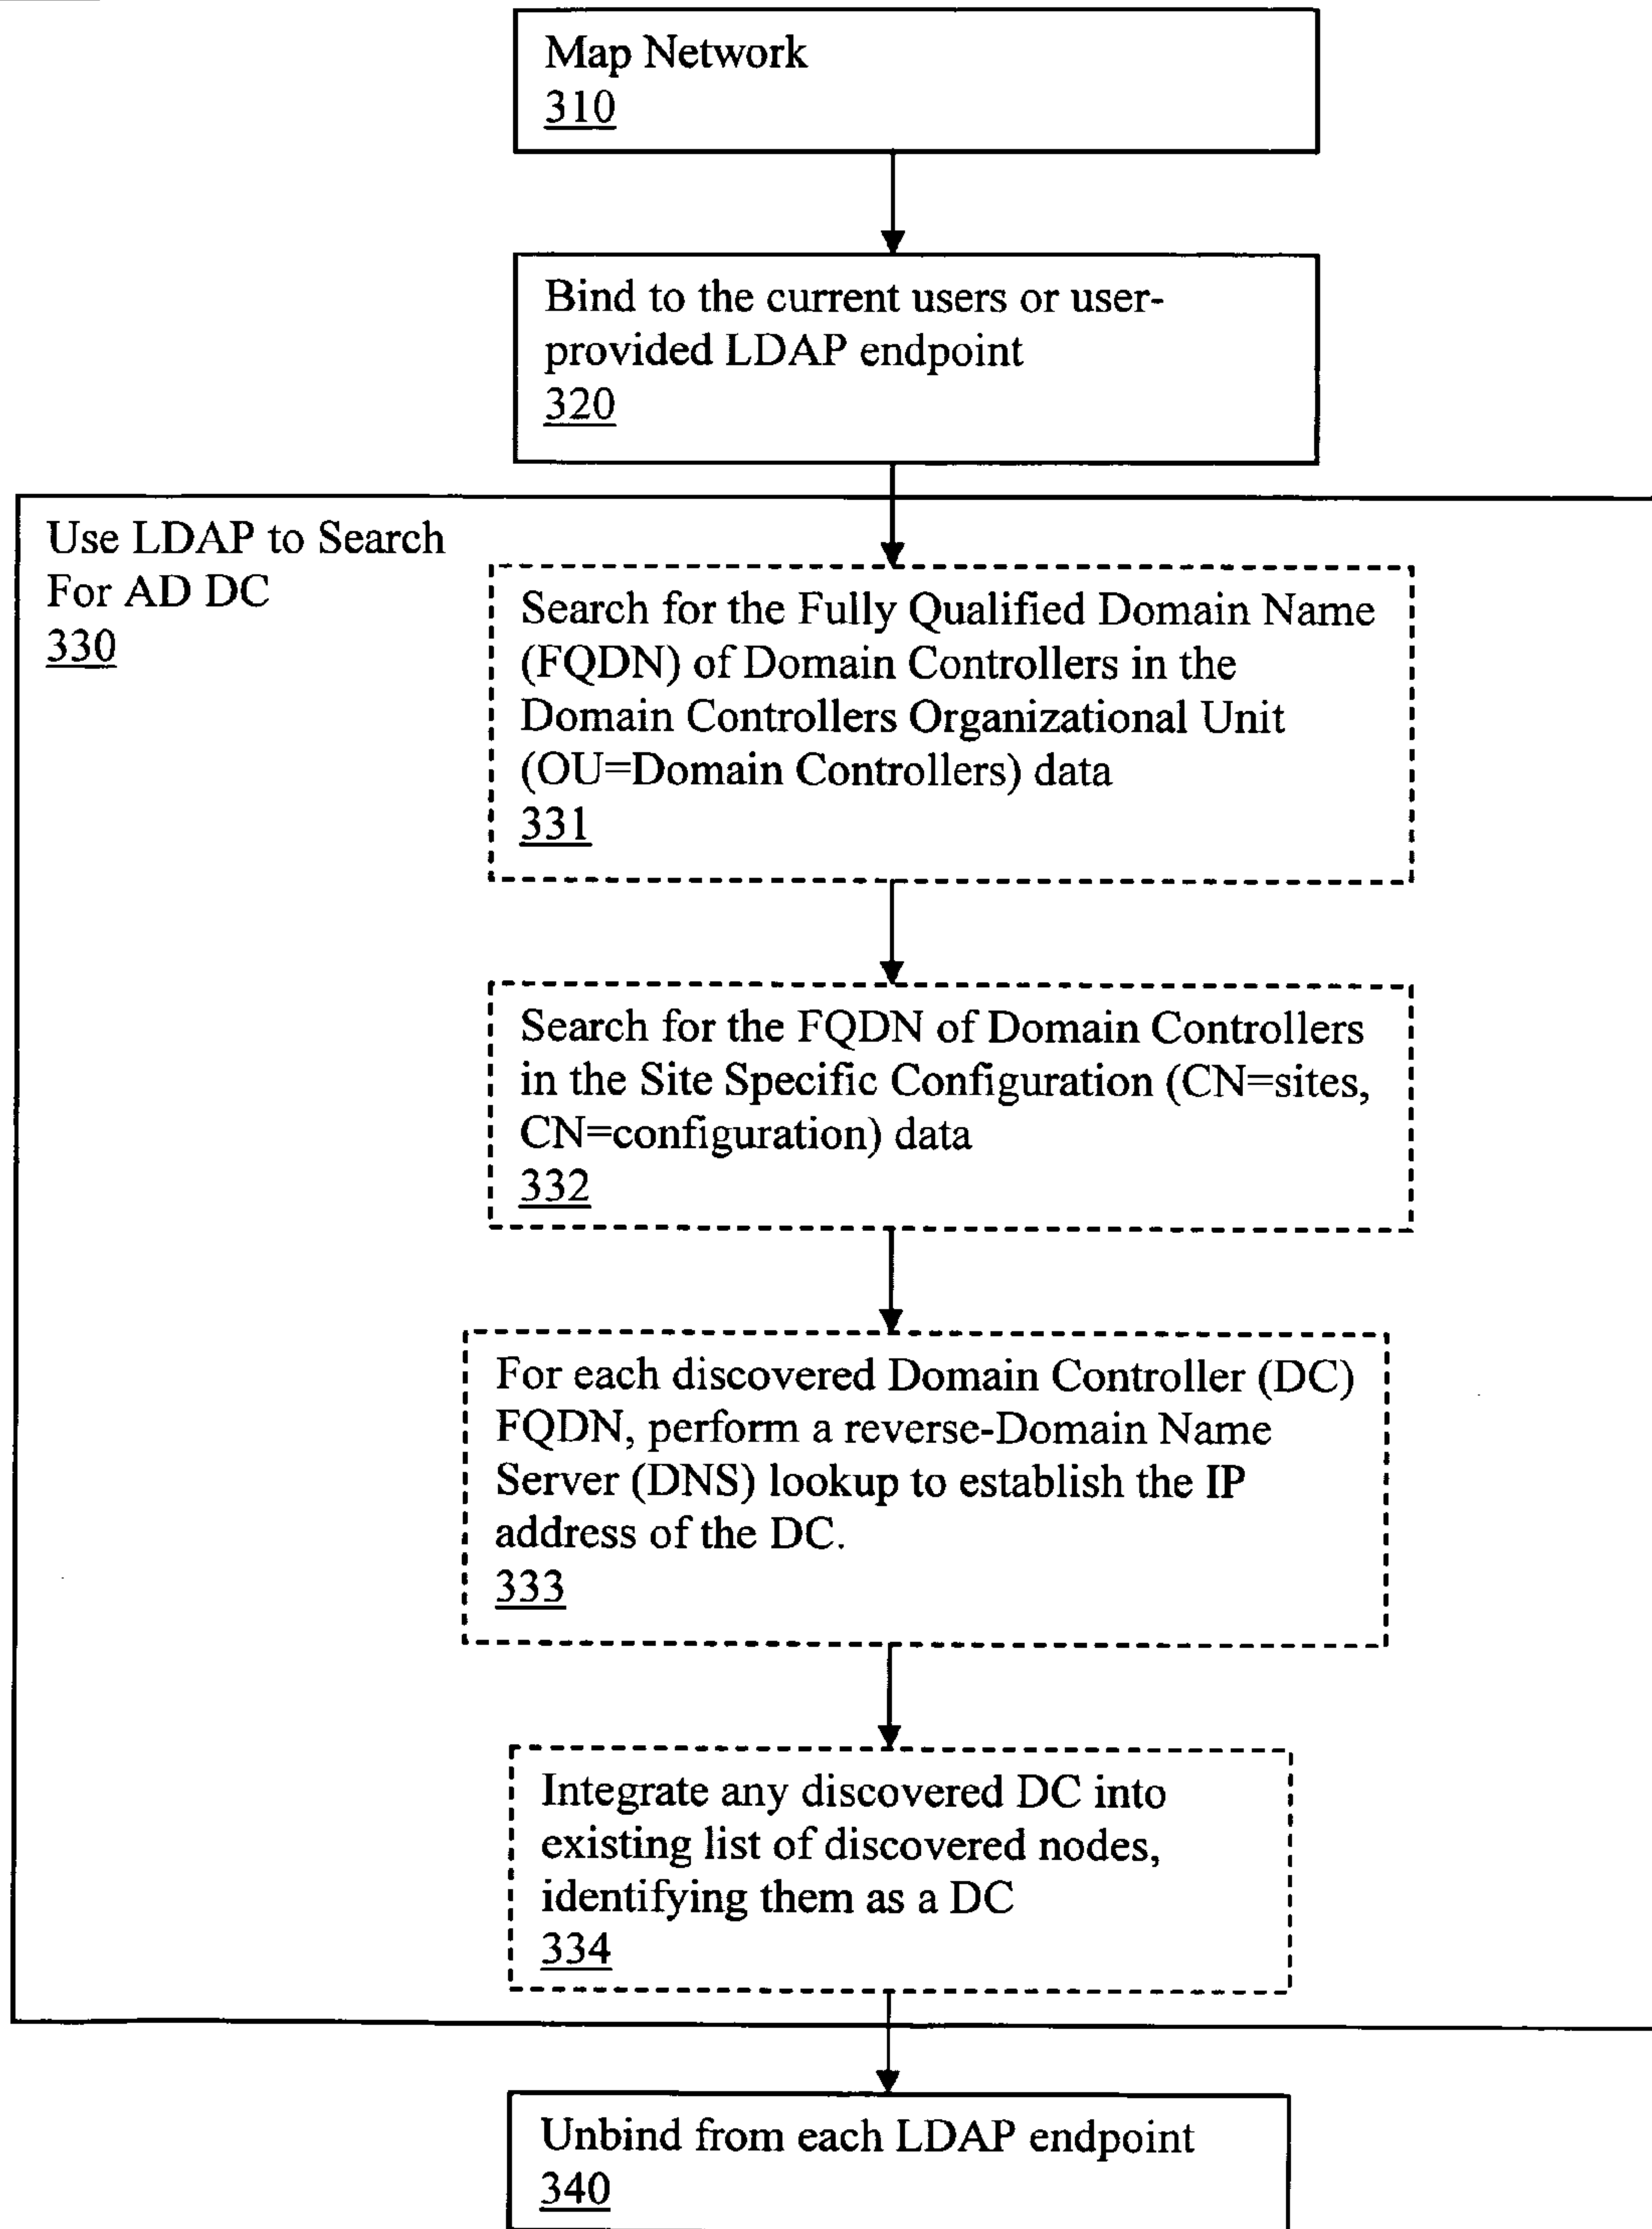 Map Network
310
Bind to the current users or user-
provided LDAP endpoint
320
Use LDAP to Search
For AD DC
330
Search for the Fully Qualified Domain Name
(FQDN) of Domain Controllers in the
Domain Controllers Organizational Unit
(OU=Domain Controllers) data
331
Search for the FQDN of Domain Controllers
in the Site Specific Configuration (CN=sites,
CN=configuration) data
332
For each discovered Domain Controller (DC)
FQDN, perform a reverse-Domain Name
Server (DNS) lookup to establish the IP
address of the DC.
333
Integrate any discovered DC into
existing list of discovered nodes,
identifying them as a DC
334
Unbind from each LDAP endpoint
340